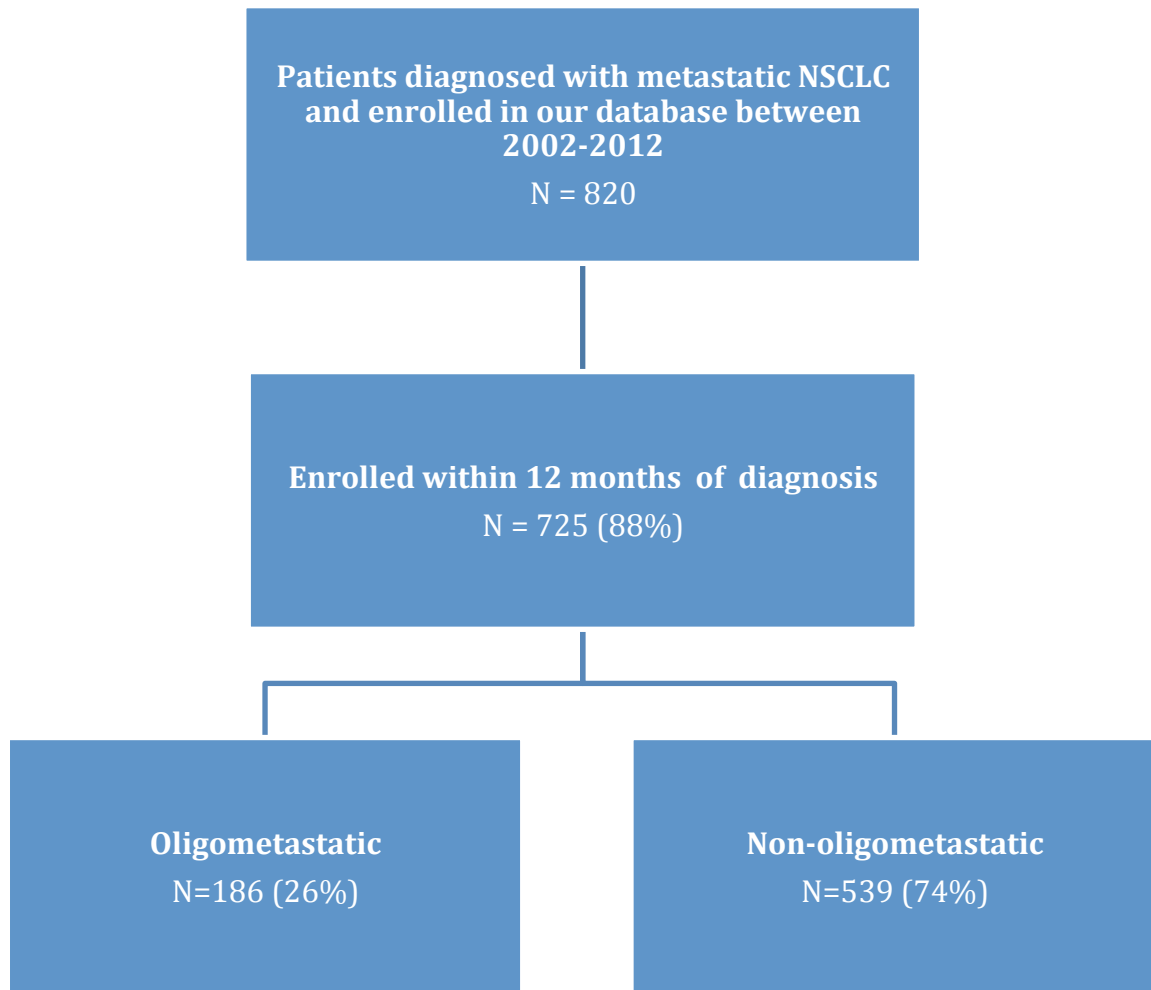 Patients diagnosed with metastatic NSCLC
and enrolled in our database between
2002-2012
N = 820
Enrolled within 12 months of diagnosis
N = 725 (88%)
Oligometastatic
N=186 (26%)
Non-oligometastatic
N=539 (74%)